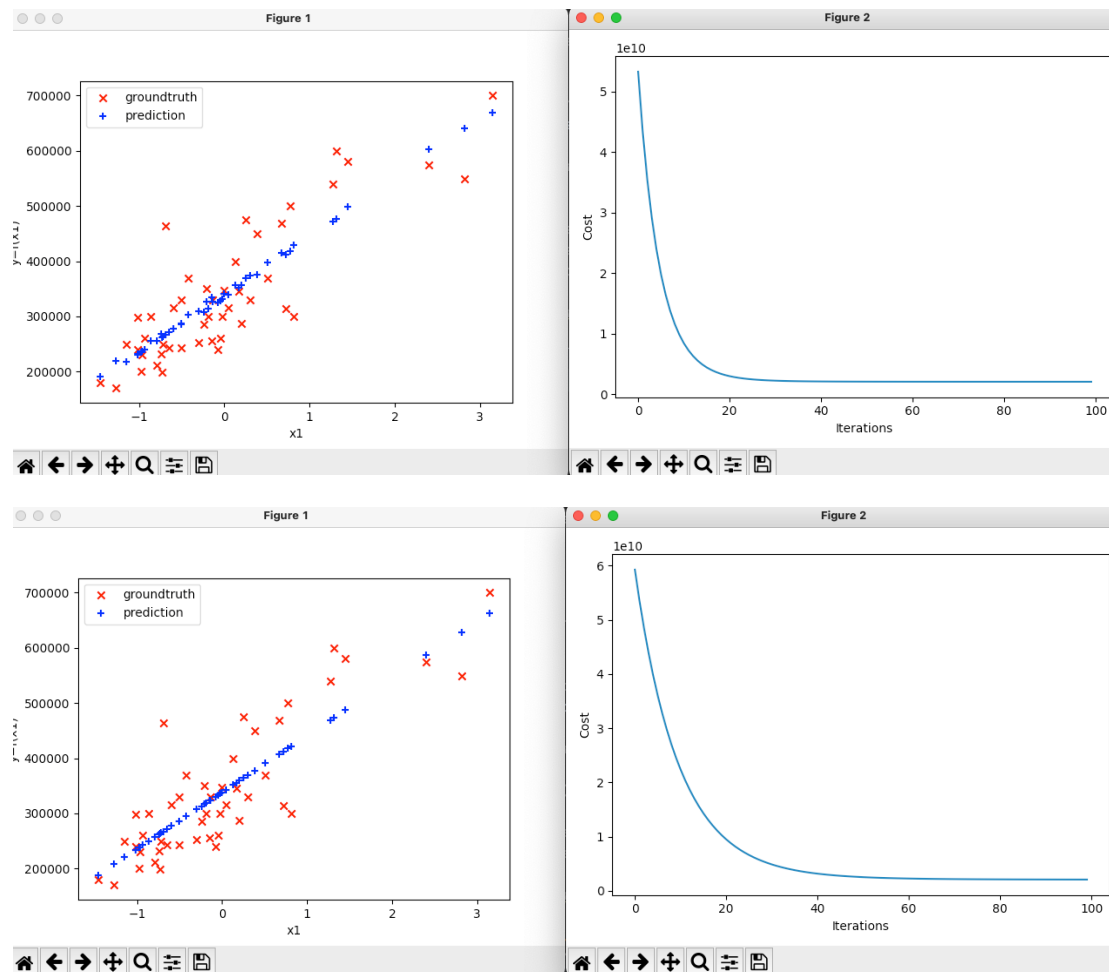 Figure 1
700000
600000
500000
400000
300000
200000
groundtruth
prediction
−1
0
1
2
3
x1
Figure 2
1e10
5
4
3
2
1
0
Cost
0
20
40
60
80
100
Iterations
Figure 1
700000
600000
500000
400000
300000
200000
groundtruth
prediction
−1
0
1
2
3
x1
Figure 2
1e10
6
5
4
3
2
1
0
Cost
0
20
40
60
80
100
Iterations